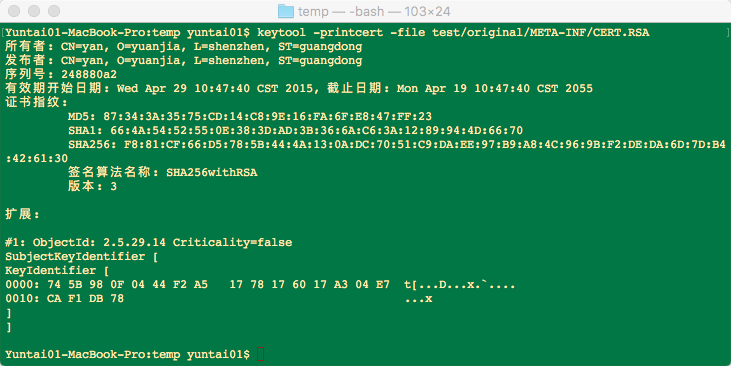 temp — -bash — 103×24
[Yuntai01-MacBook-Pro:temp yuntai01$ keytool -printcert -file test/original/META-INF/CERT.RSA ]
所有者: CN=yan, O=yuanjia, L=shenzhen, ST=guangdong
发布者: CN=yan, O=yuanjia, L=shenzhen, ST=guangdong
序列号: 248880a2
有效期开始日期: Wed Apr 29 10:47:40 CST 2015, 截止日期: Mon Apr 19 10:47:40 CST 2055
证书指纹:
MD5: 87:34:3A:35:75:CD:14:C8:9E:16:FA:6F:E8:47:FF:23
SHA1: 66:4A:54:52:55:0E:38:3D:AD:3B:36:6A:C6:3A:12:89:94:4D:66:70
SHA256: F8:81:CF:66:D5:78:5B:44:4A:13:0A:DC:70:51:C9:DA:EE:97:B9:A8:4C:96:9B:F2:DE:DA:6D:7D:B4
:42:61:30
签名算法名称: SHA256withRSA
版本: 3
扩展:
#1: ObjectId: 2.5.29.14 Criticality=false
SubjectKeyIdentifier [
KeyIdentifier [
0000: 74 5B 98 0F 04 44 F2 A5   17 78 17 60 17 A3 04 E7  t[...D...x.`....
0010: CA F1 DB 78                                        ...x
]
]
Yuntai01-MacBook-Pro:temp yuntai01$